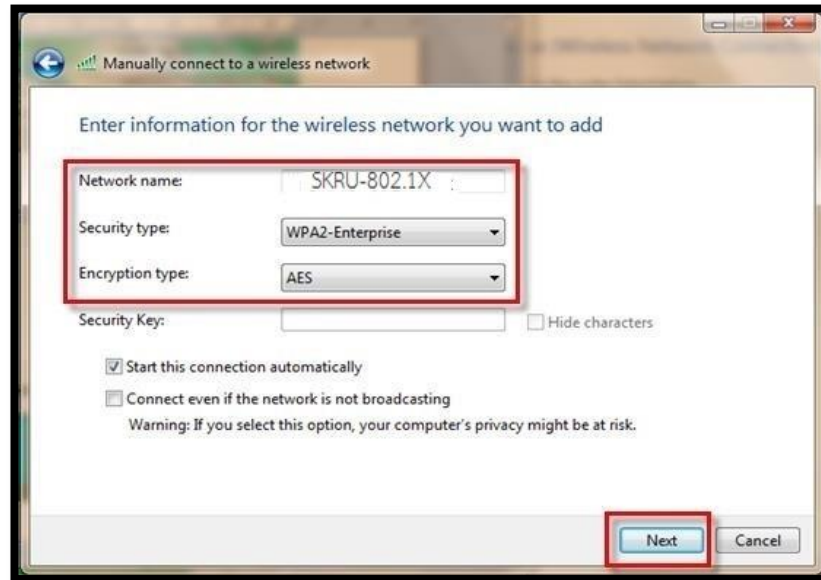 Manually connect to a wireless network
Enter information for the wireless network you want to add
Network name: SKRU-802.1X
Security type: WPA2-Enterprise
Encryption type: AES
Security Key: Hide characters
Start this connection automatically
Connect even if the network is not broadcasting
Warning: If you select this option, your computer's privacy might be at risk.
Next Cancel